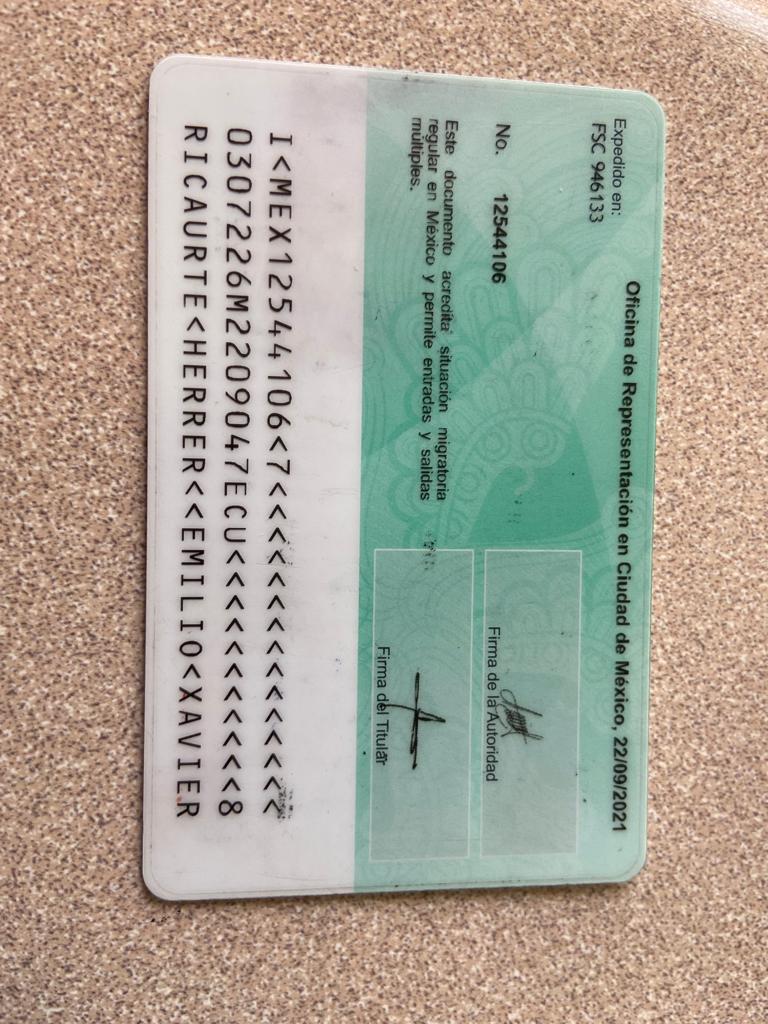 Expedido en:
FSC 946133
Oficina de Representación en Ciudad de México, 22/09/2021
No. 12544106
Este documento acredita situación migratoria
regular en México y permite entradas y salidas
múltiples.
Firma de la Autoridad
Firma del Titular
I<MEX12544106<7<<<<<<<<<<<<<<<
0307226M2209047ECU<<<<<<<<<<<8
RICAURTE<HERRER<<EMILIO<XAVIER